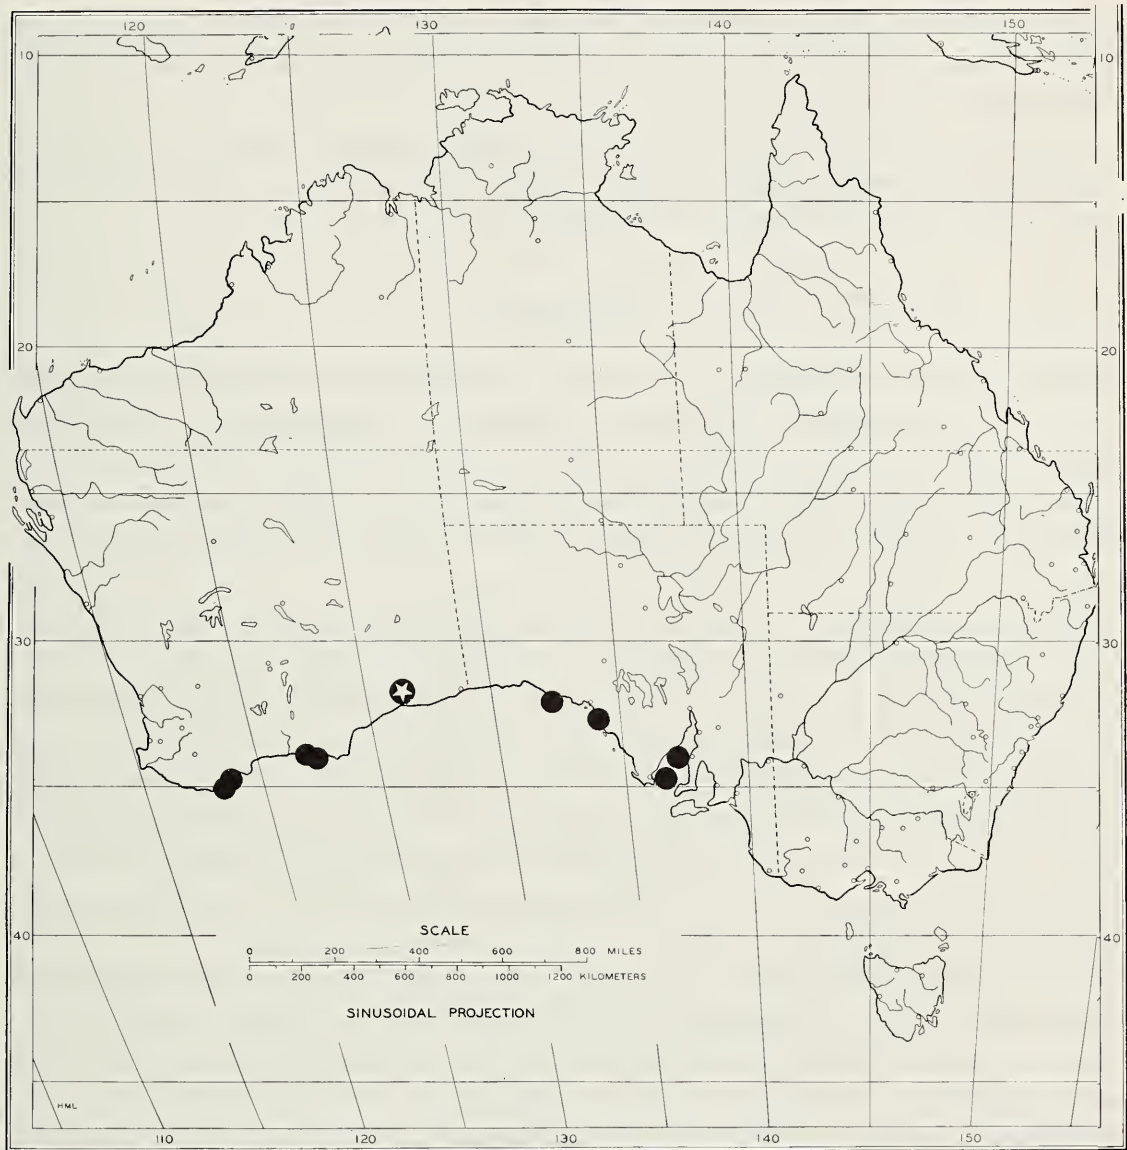 120 130 140 150
10 10
1
20 20
30 30
40 40
SCALE
0 200 400 600 800 MILES
0 200 400 600 800 1000 1200 KILOMETERS
SINUSOIDAL PROJECTION
HML
110 120 130 140 150